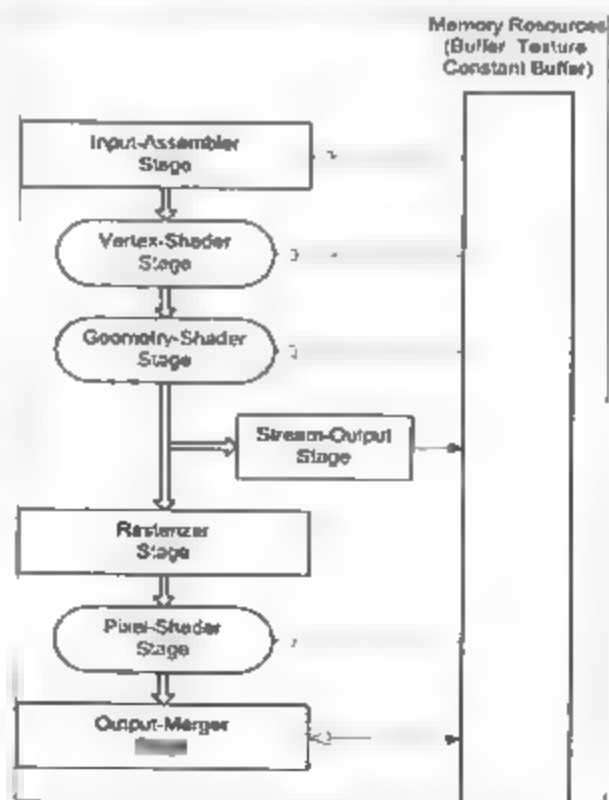 Memory Resources
(Buffer Texture
Constant Buffer)
Input-Assembler
Stage
Vertex-Shader
Stage
Geometry-Shader
Stage
Stream-Output
Stage
Rasterizer
Stage
Pixel-Shader
Stage
Output-Merger